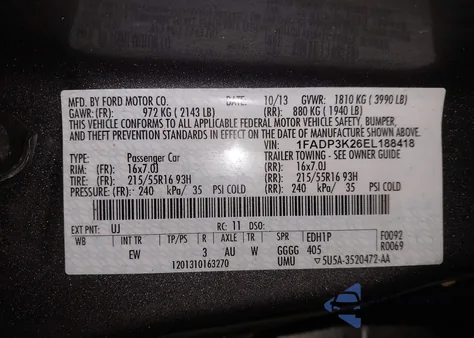 MFD. BY FORD MOTOR CO. DATE: 10/13 GVWR: 1810 KG ( 3990 LB)
GAWR: (FR): 972 KG ( 2143 LB) (RR): 880 KG ( 1940 LB)
THIS VEHICLE CONFORMS TO ALL APPLICABLE FEDERAL MOTOR VEHICLE SAFETY, BUMPER,
AND THEFT PREVENTION STANDARDS IN EFFECT ON THE DATE OF MANUFACTURE SHOWN ABOVE.
VIN: 1FADP3K26EL188418
TYPE: Passenger Car TRAILER TOWING - SEE OWNER GUIDE
RIM: (FR): 16x7.0J (RR): 16x7.0J
TIRE: (FR): 215/55R16 93H (RR): 215/55R16 93H
PRESSURE: (FR): 240 kPa/ 35 PSI COLD (RR): 240 kPa/ 35 PSI COLD
EXT PNT: UJ RC: 11 DSO:
WB INT TR TP/PS R AXLE TR SPR EDH1P F0092
EW 3 AU W GGGG 405 R0069
1201310163270 UMU ▽5U5A-3520472-AA